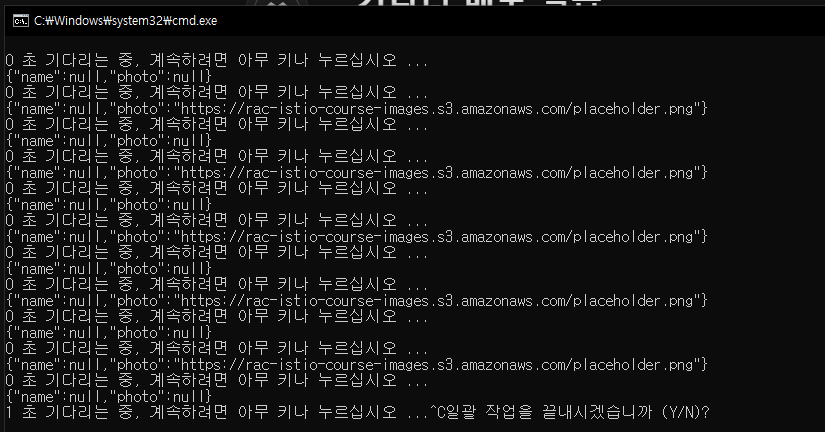 C:\Windows\system32\cmd.exe
0 초 기다리는 중, 계속하려면 아무 키나 누르십시오 ...
{"name":null,"photo":null}
0 초 기다리는 중, 계속하려면 아무 키나 누르십시오 ...
{"name":null,"photo":"https://rac-istio-course-images.s3.amazonaws.com/placeholder.png"}
0 초 기다리는 중, 계속하려면 아무 키나 누르십시오 ...
{"name":null,"photo":null}
0 초 기다리는 중, 계속하려면 아무 키나 누르십시오 ...
{"name":null,"photo":"https://rac-istio-course-images.s3.amazonaws.com/placeholder.png"}
0 초 기다리는 중, 계속하려면 아무 키나 누르십시오 ...
{"name":null,"photo":null}
0 초 기다리는 중, 계속하려면 아무 키나 누르십시오 ...
{"name":null,"photo":"https://rac-istio-course-images.s3.amazonaws.com/placeholder.png"}
0 초 기다리는 중, 계속하려면 아무 키나 누르십시오 ...
{"name":null,"photo":null}
0 초 기다리는 중, 계속하려면 아무 키나 누르십시오 ...
{"name":null,"photo":"https://rac-istio-course-images.s3.amazonaws.com/placeholder.png"}
0 초 기다리는 중, 계속하려면 아무 키나 누르십시오 ...
{"name":null,"photo":null}
0 초 기다리는 중, 계속하려면 아무 키나 누르십시오 ...
{"name":null,"photo":"https://rac-istio-course-images.s3.amazonaws.com/placeholder.png"}
0 초 기다리는 중, 계속하려면 아무 키나 누르십시오 ...
{"name":null,"photo":null}
1 초 기다리는 중, 계속하려면 아무 키나 누르십시오 ...^C일괄 작업을 끝내시겠습니까 (Y/N)?